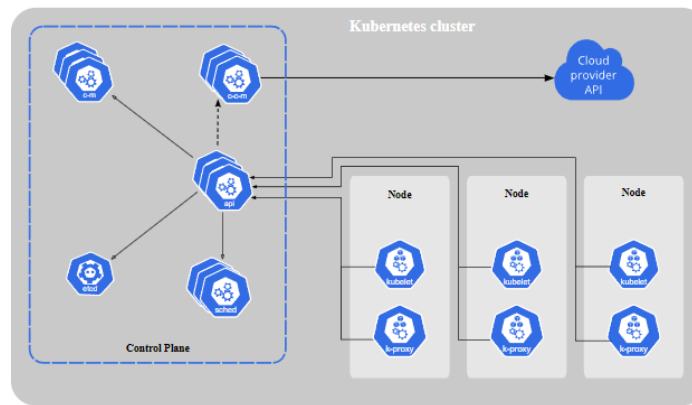 Kubernetes cluster
c-m
c-c-m
Cloud
provider
API
api
Node
Node
Node
etcd
sched
kubelet
kubelet
kubelet
k-proxy
k-proxy
k-proxy
Control Plane